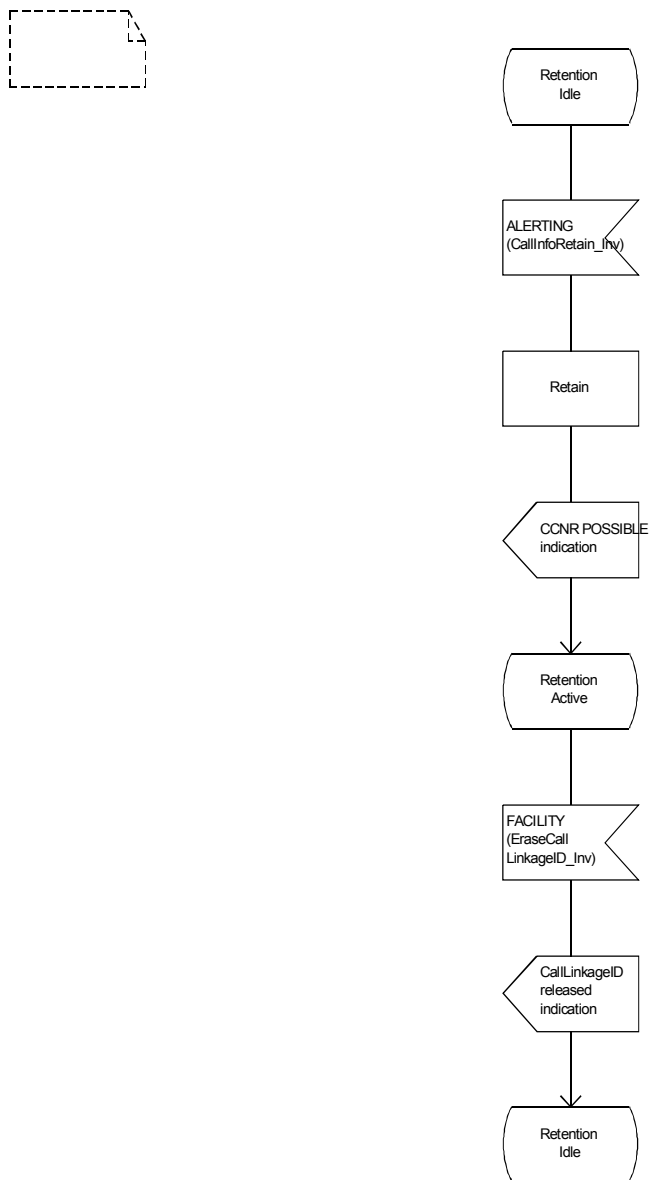 Retention
Idle
ALERTING
(CallInfoRetain_Inv)
Retain
CCNR POSSIBLE
indication
Retention
Active
FACILITY
(EraseCall
LinkageID_Inv)
CallLinkageID
released
indication
Retention
Idle